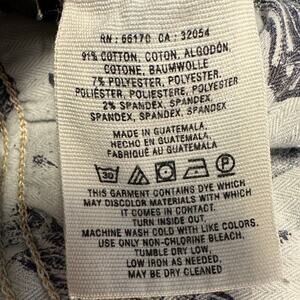 RN : 66170 CA : 32054
91% COTTON, COTON, ALGODÓN,
COTONE, BAUMWOLLE
7% POLYESTER, POLYESTER,
POLIÉSTER, POLIESTERE, POLYESTER
2% SPANDEX, SPANDEX
SPANDEX, SPANDEX, SPANDEX
MADE IN GUATEMALA
HECHO EN GUATEMALA
FABRIQUÉ AU GUATEMALA
30
THIS GARMENT CONTAINS DYE WHICH
MAY DISCOLOR MATERIALS WITH WHICH
IT COMES IN CONTACT.
TURN INSIDE OUT.
MACHINE WASH COLD WITH LIKE COLORS.
USE ONLY NON-CHLORINE BLEACH.
TUMBLE DRY LOW.
LOW IRON AS NEEDED.
MAY BE DRY CLEANED